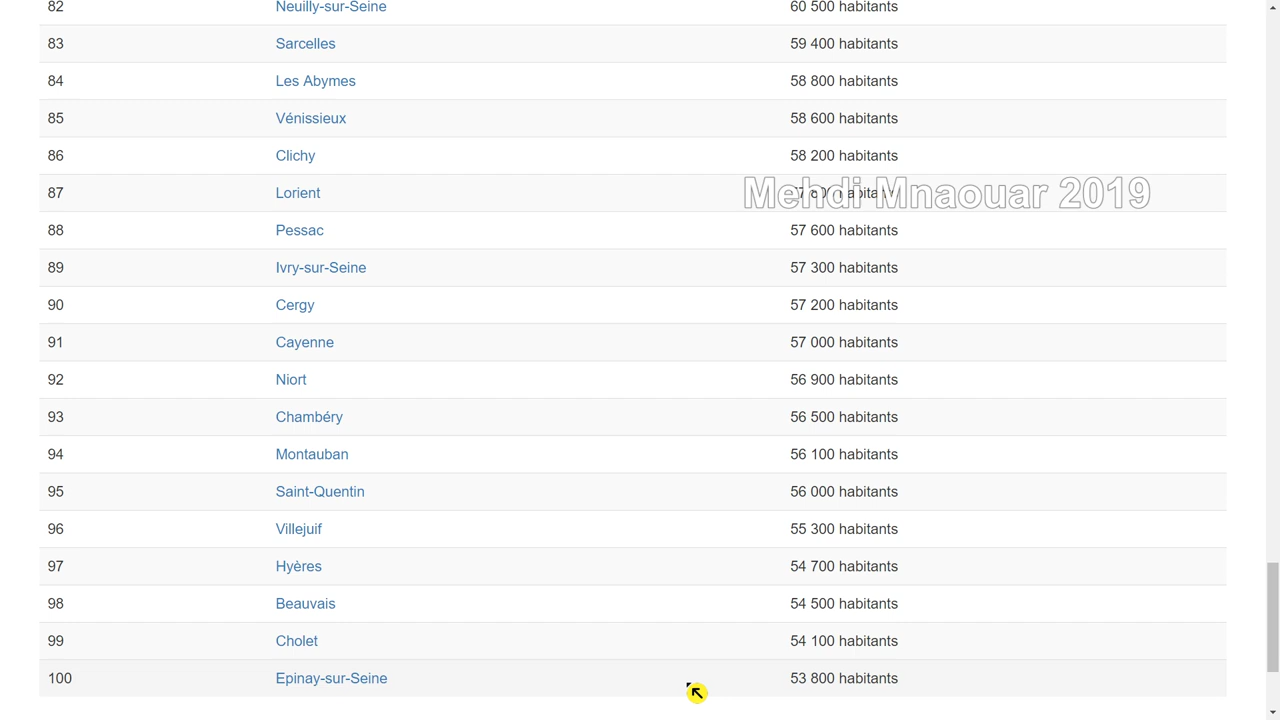 82 Neuilly-sur-Seine 60 500 habitants
83 Sarcelles 59 400 habitants
84 Les Abymes 58 800 habitants
85 Vénissieux 58 600 habitants
86 Clichy 58 200 habitants
87 Lorient habitants
Mehdi Mnaouar 2019
88 Pessac 57 600 habitants
89 Ivry-sur-Seine 57 300 habitants
90 Cergy 57 200 habitants
91 Cayenne 57 000 habitants
92 Niort 56 900 habitants
93 Chambéry 56 500 habitants
94 Montauban 56 100 habitants
95 Saint-Quentin 56 000 habitants
96 Villejuif 55 300 habitants
97 Hyères 54 700 habitants
98 Beauvais 54 500 habitants
99 Cholet 54 100 habitants
100 Epinay-sur-Seine 53 800 habitants